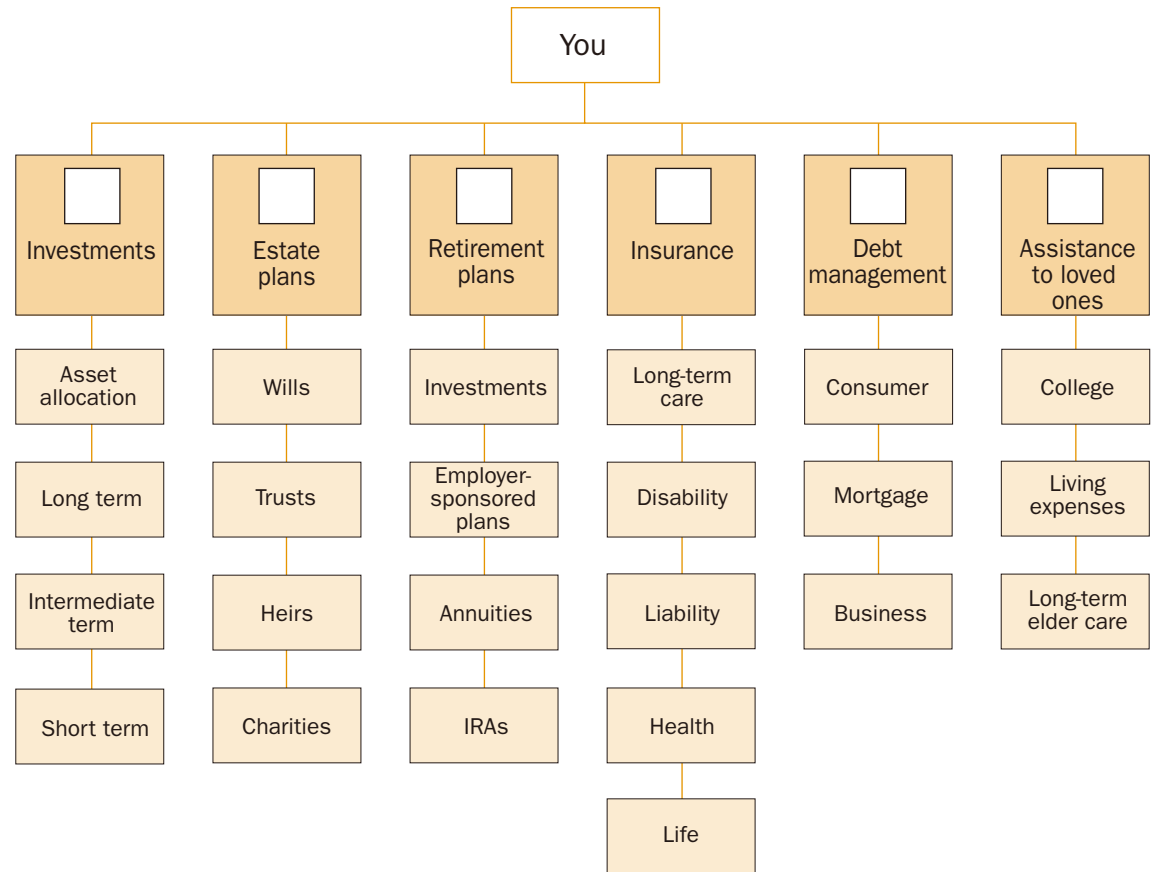 You
Investments
Estate
plans
Retirement
plans
Insurance
Debt
management
Assistance
to loved
ones
Asset
allocation
Long term
Intermediate
term
Short term
Wills
Trusts
Heirs
Charities
Investments
Employer-
sponsored
plans
Annuities
IRAs
Long-term
care
Disability
Liability
Health
Life
Consumer
Mortgage
Business
College
Living
expenses
Long-term
elder care